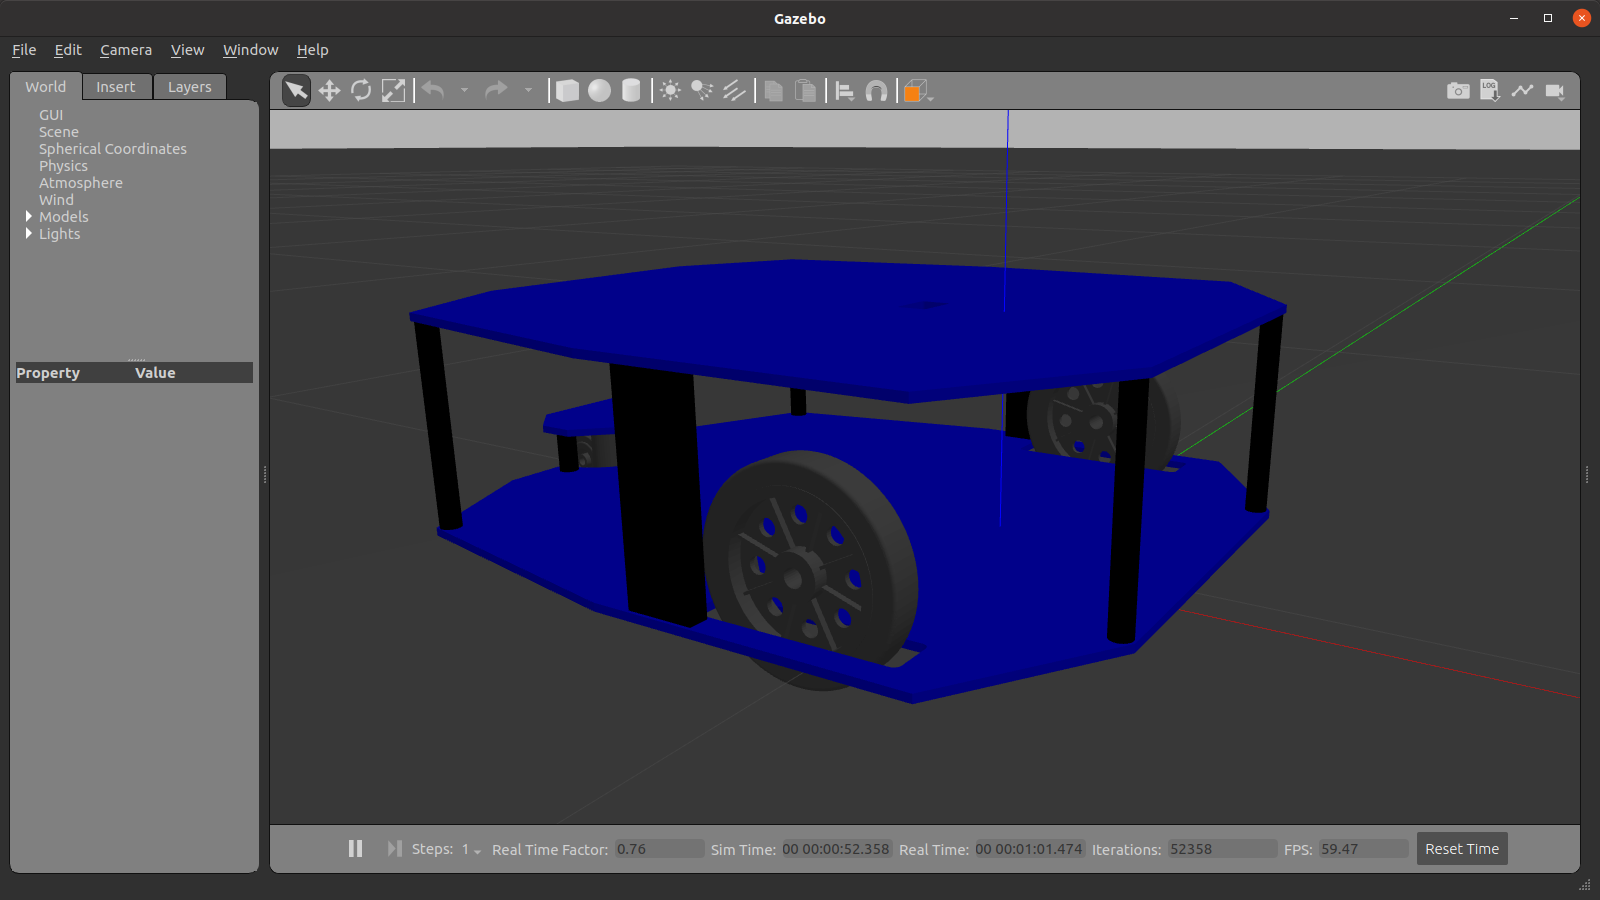 Gazebo
File Edit Camera View Window Help
World Insert Layers
GUI
Scene
Spherical Coordinates
Physics
Atmosphere
Wind
Models
Lights
Property Value
LOG
Steps: 1 Real Time Factor: 0.76 Sim Time: 00 00:00:52.358 Real Time: 00 00:01:01.474 Iterations: 52358 FPS: 59.47 Reset Time